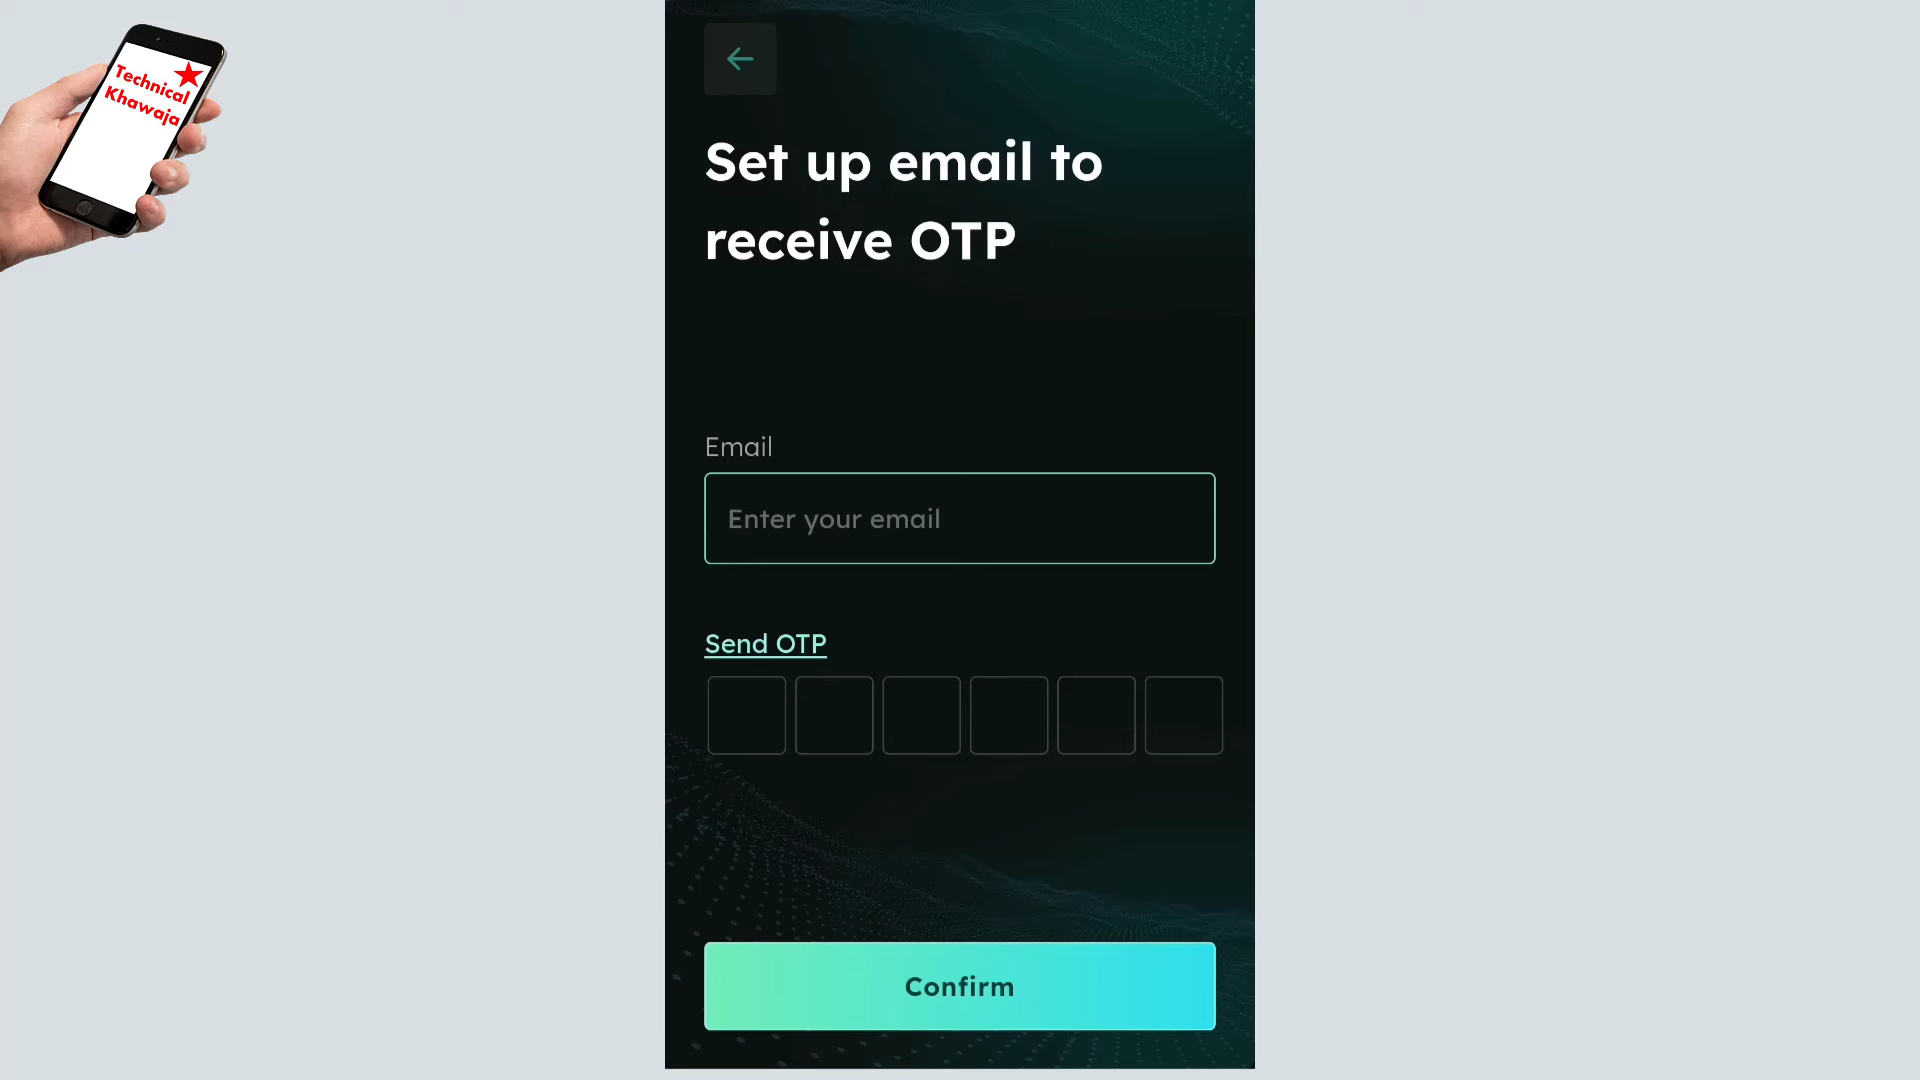 Technical
Khawaja
Set up email to
receive OTP
Email
Enter your email
Send OTP
Confirm